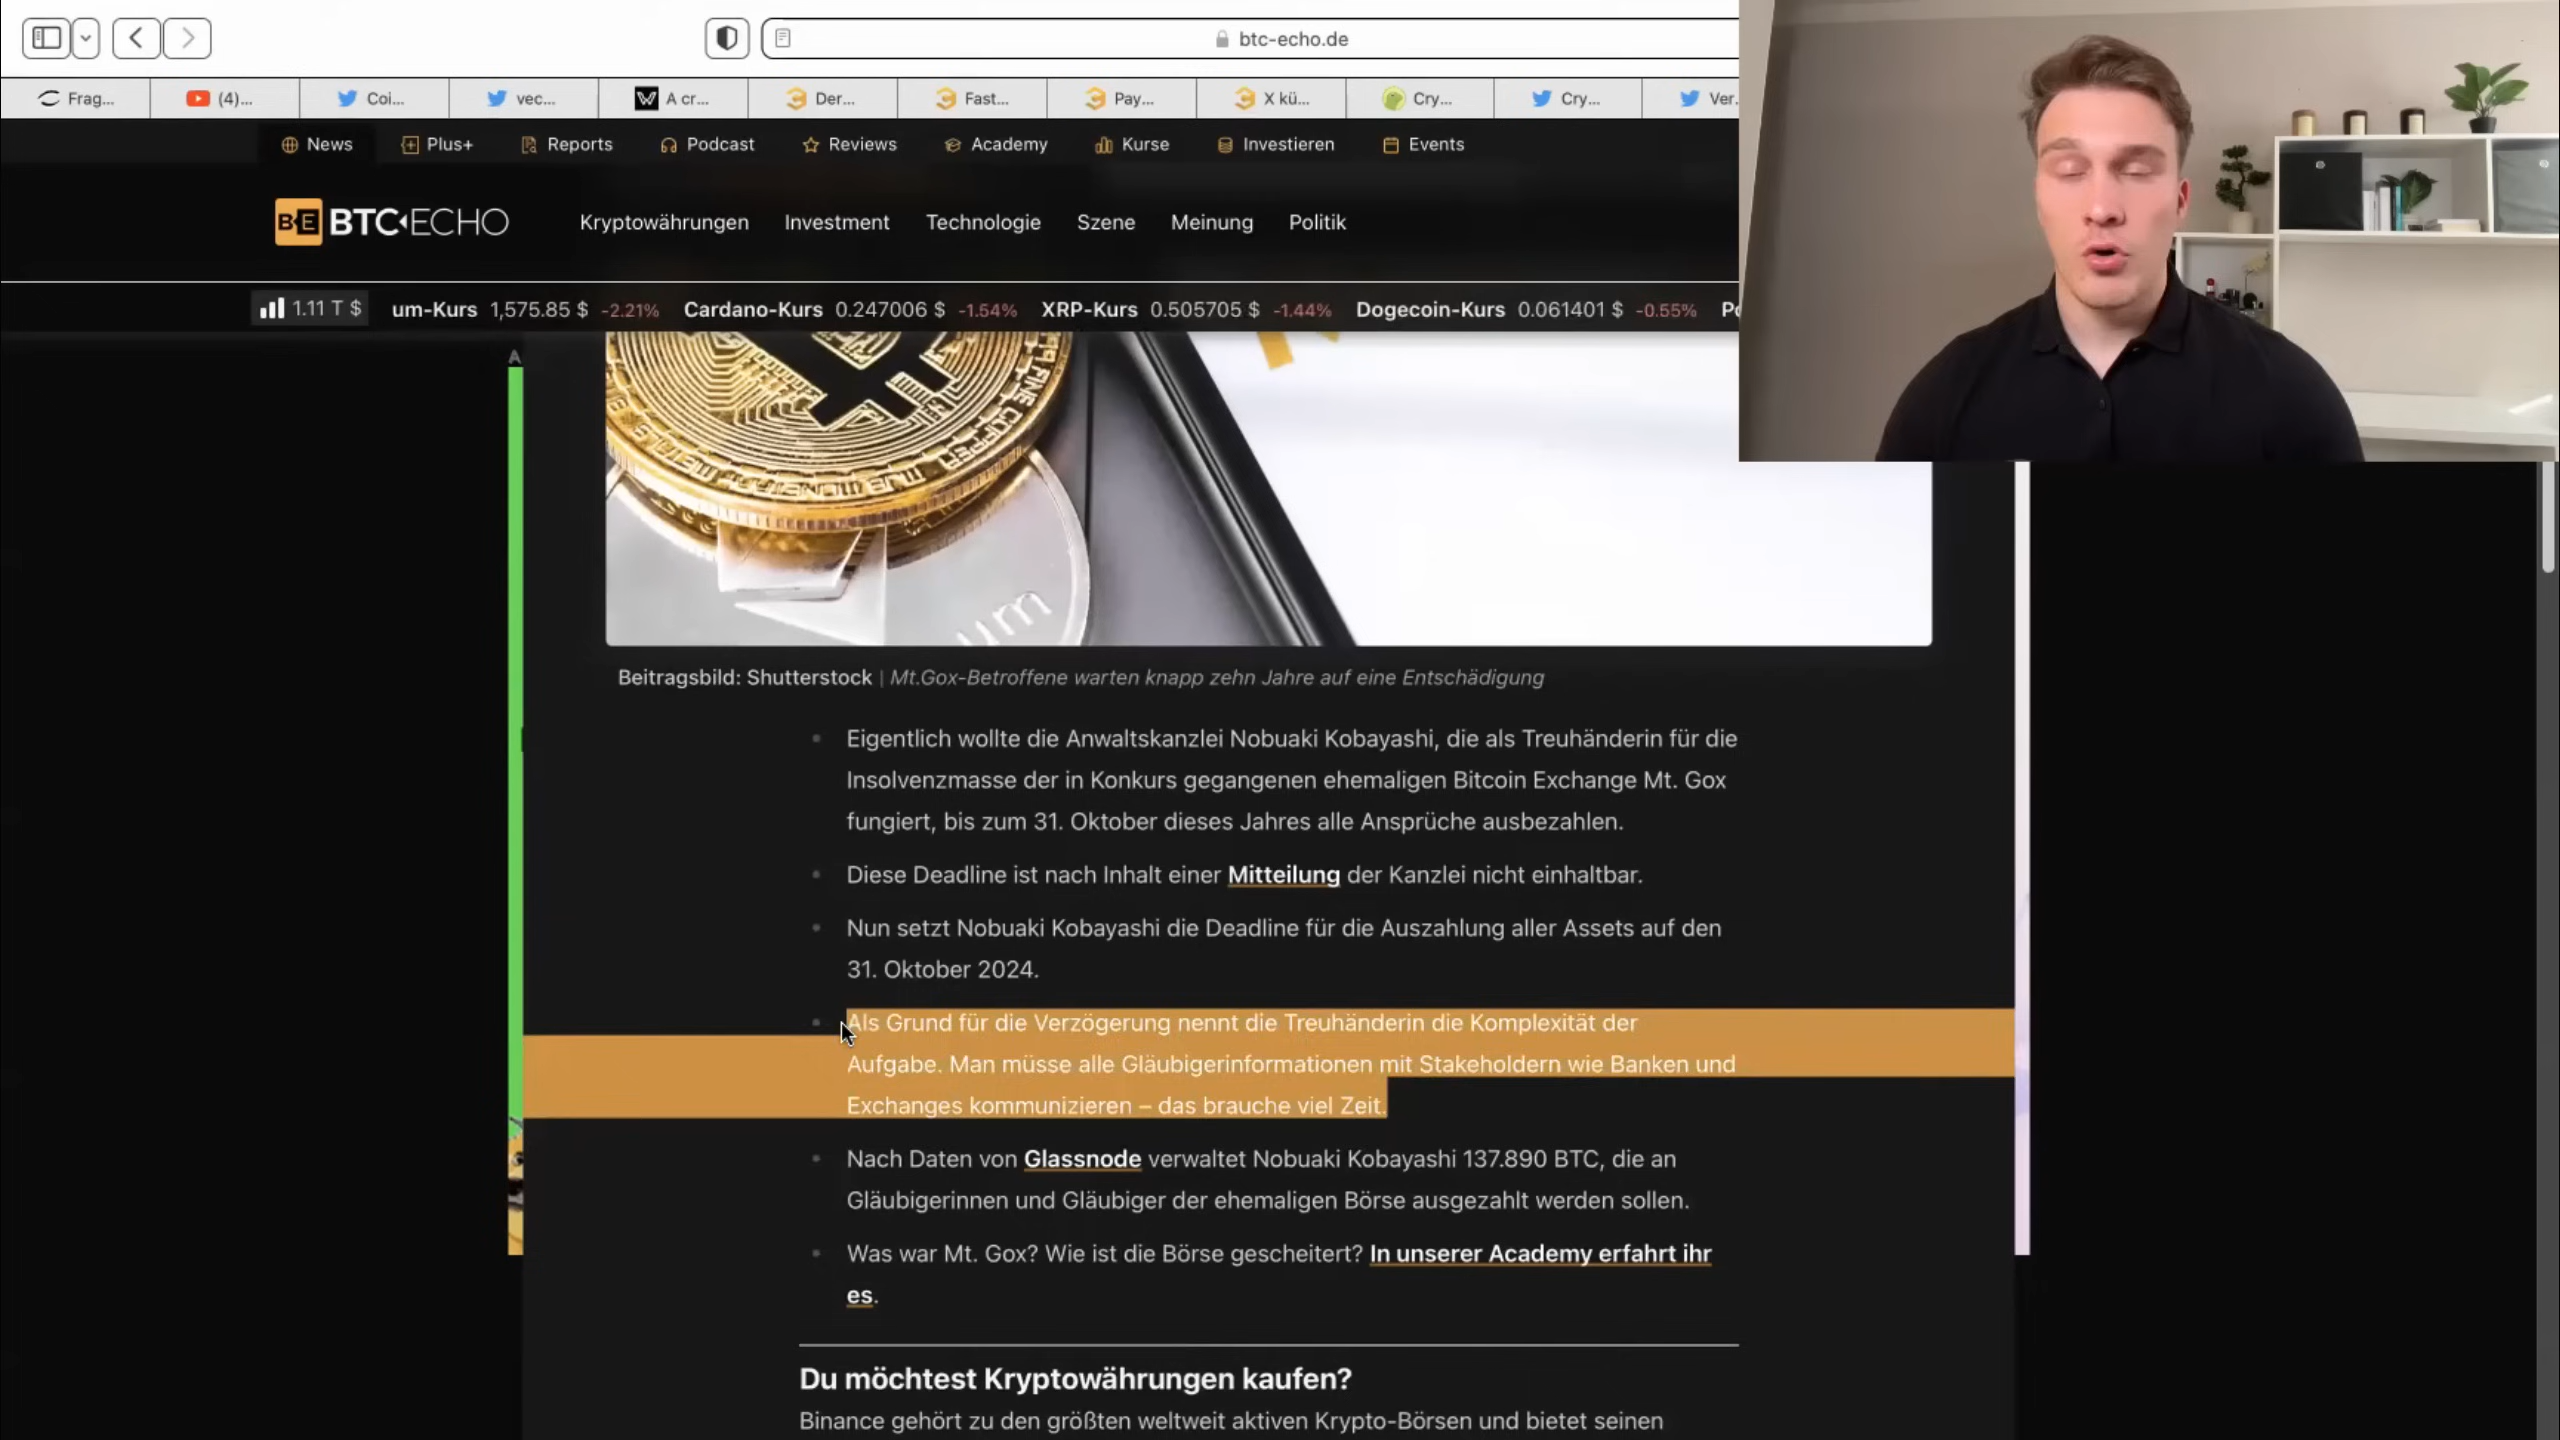 btc-echo.de
Frag...
(4)...
Coi...
vec...
A cr...
Der...
Fast...
Pay...
X kü...
Cry...
Cry...
Ver.
News
Plus+
Reports
Podcast
Reviews
Academy
Kurse
Investieren
Events
BE BTC ECHO
Kryptowährungen
Investment
Technologie
Szene
Meinung
Politik
1.11 T $
um-Kurs 1,575.85 $ -2.21% Cardano-Kurs 0.247006 $ -1.54% XRP-Kurs 0.505705 $ -1.44% Dogecoin-Kurs 0.061401 $ -0.55%
A
um
Beitragsbild: Shutterstock | Mt.Gox-Betroffene warten knapp zehn Jahre auf eine Entschädigung
Eigentlich wollte die Anwaltskanzlei Nobuaki Kobayashi, die als Treuhänderin für die
Insolvenzmasse der in Konkurs gegangenen ehemaligen Bitcoin Exchange Mt. Gox
fungiert, bis zum 31. Oktober dieses Jahres alle Ansprüche ausbezahlen.
Diese Deadline ist nach Inhalt einer Mitteilung der Kanzlei nicht einhaltbar.
Nun setzt Nobuaki Kobayashi die Deadline für die Auszahlung aller Assets auf den
31. Oktober 2024.
Als Grund für die Verzögerung nennt die Treuhänderin die Komplexität der
Aufgabe. Man müsse alle Gläubigerinformationen mit Stakeholdern wie Banken und
Exchanges kommunizieren – das brauche viel Zeit.
Nach Daten von Glassnode verwaltet Nobuaki Kobayashi 137.890 BTC, die an
Gläubigerinnen und Gläubiger der ehemaligen Börse ausgezahlt werden sollen.
Was war Mt. Gox? Wie ist die Börse gescheitert? In unserer Academy erfahrt ihr
es.
Du möchtest Kryptowährungen kaufen?
Binance gehört zu den größten weltweit aktiven Krypto-Börsen und bietet seinen